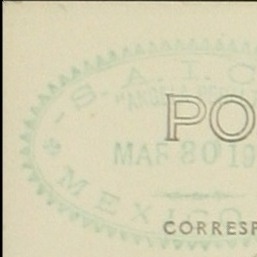 S. A. I. C
PO
MAR 30 19
MEXICO
CORRESP